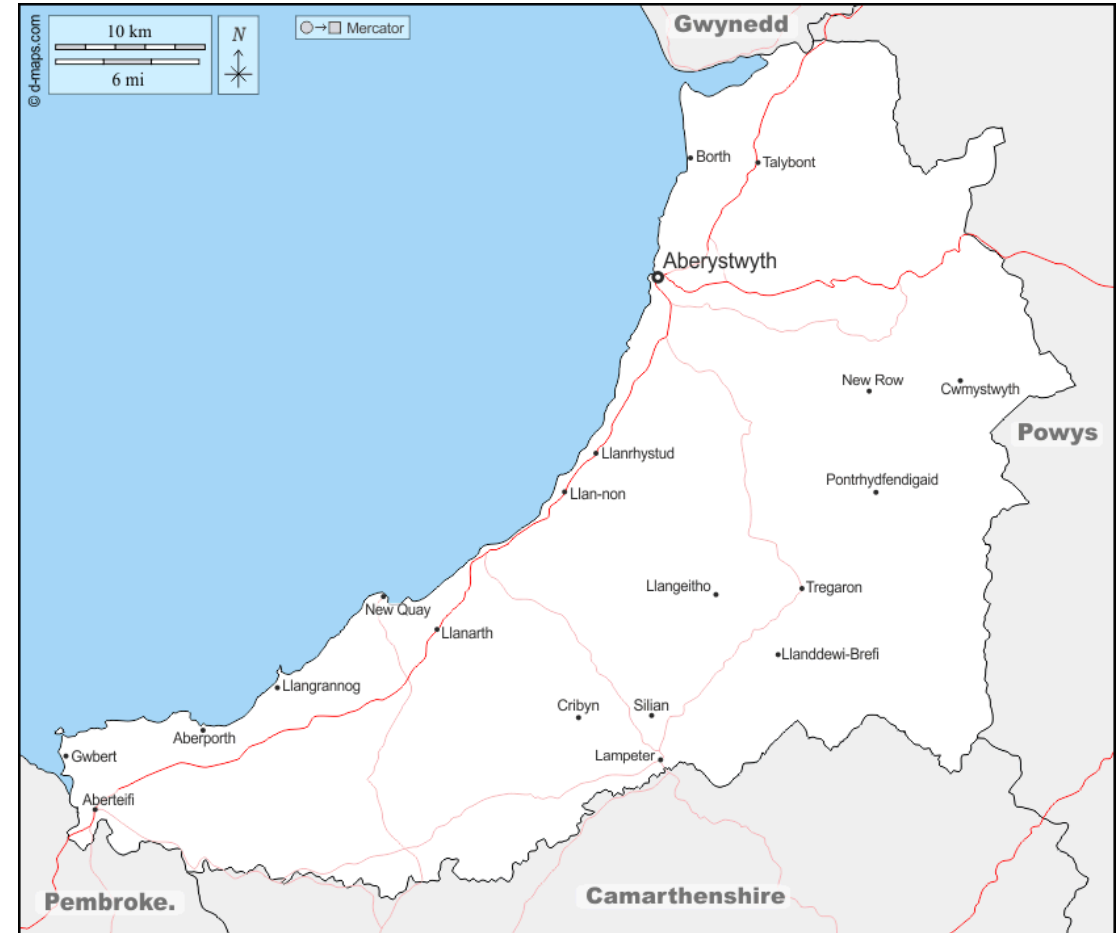 © d-maps.com
10 km
6 mi
N
Mercator
Gwynedd
Borth
Talybont
Aberystwyth
New Row
Cwmystwyth
Powys
Llanrhystud
Pontrhydfendigaid
Llan-non
Llangeitho
Tregaron
New Quay
Llanarth
Llanddewi-Brefi
Llangrannog
Cribyn
Silian
Aberporth
Gwbert
Lampeter
Aberteifi
Pembroke.
Camarthenshire